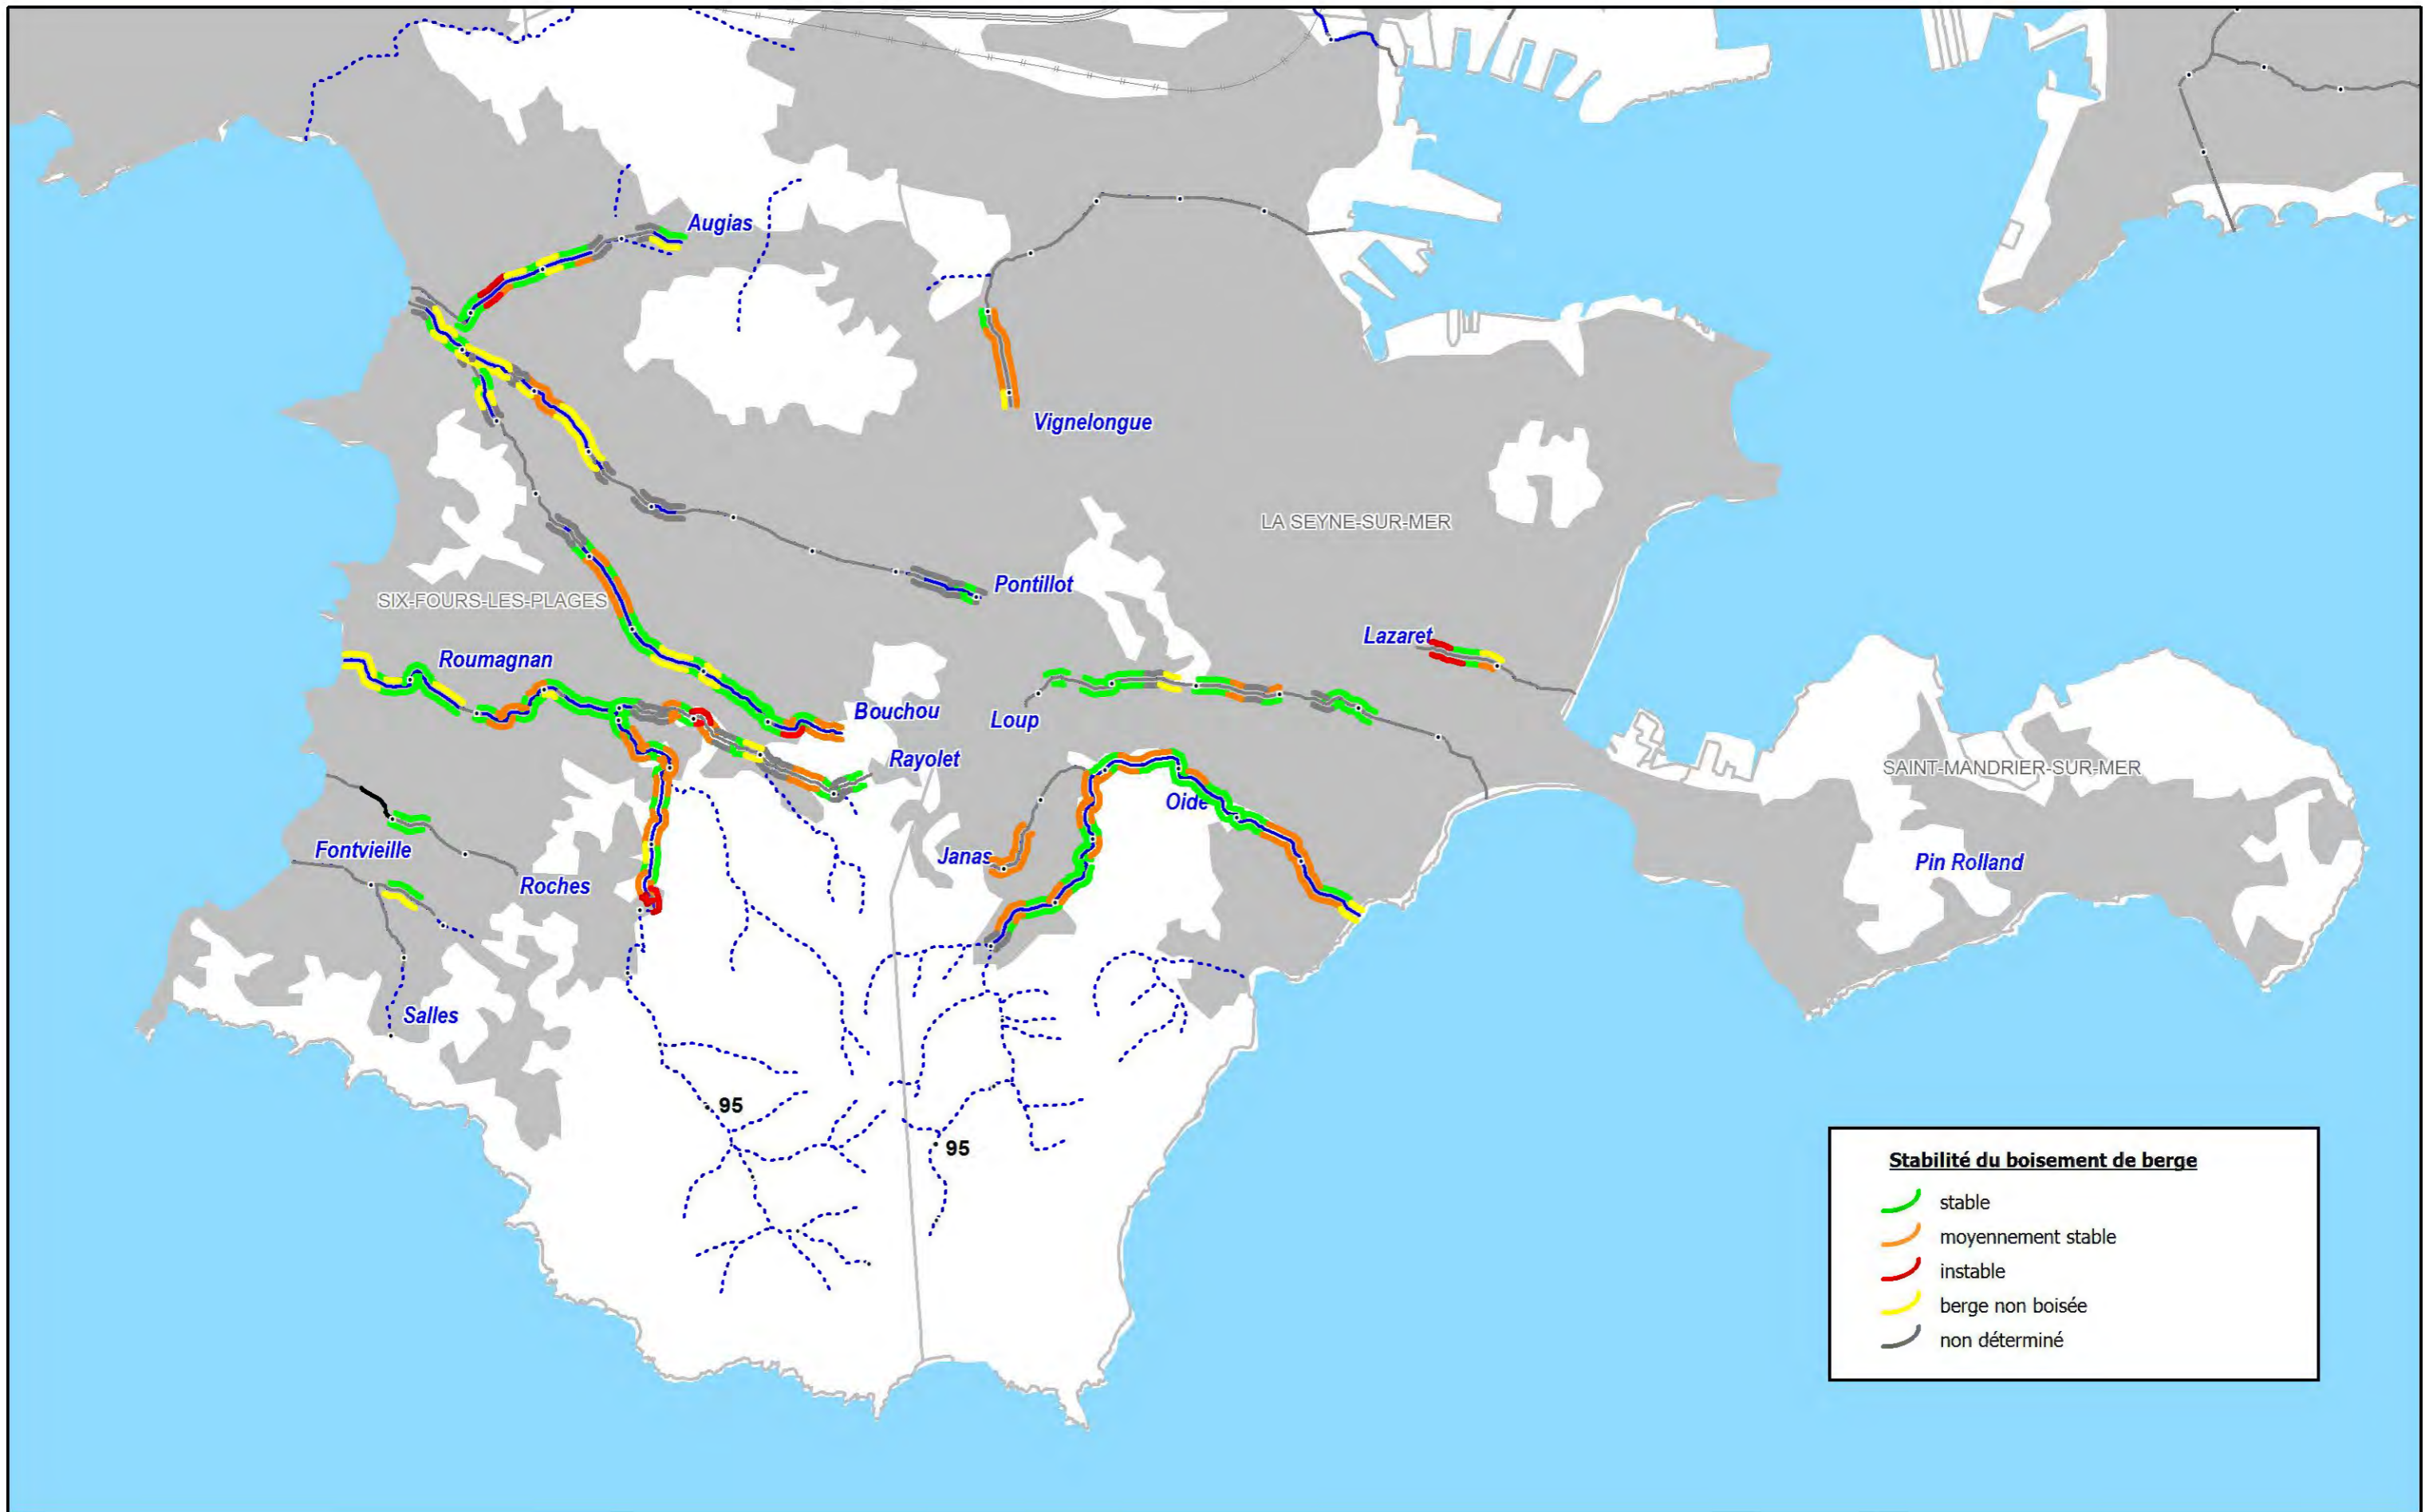 Augias
Vignelongue
LA SEYNE-SUR-MER
Pontillot
SIX-FOURS-LES-PLAGES
Lazaret
Roumagnan
Bouchou
Loup
Rayolet
SAINT-MANDRIER-SUR-MER
Oide
Fontvieille
Janas
Pin Rolland
Roches
Salles
95
95
Stabilité du boisement de berge
stable
moyennement stable
instable
berge non boisée
non déterminé